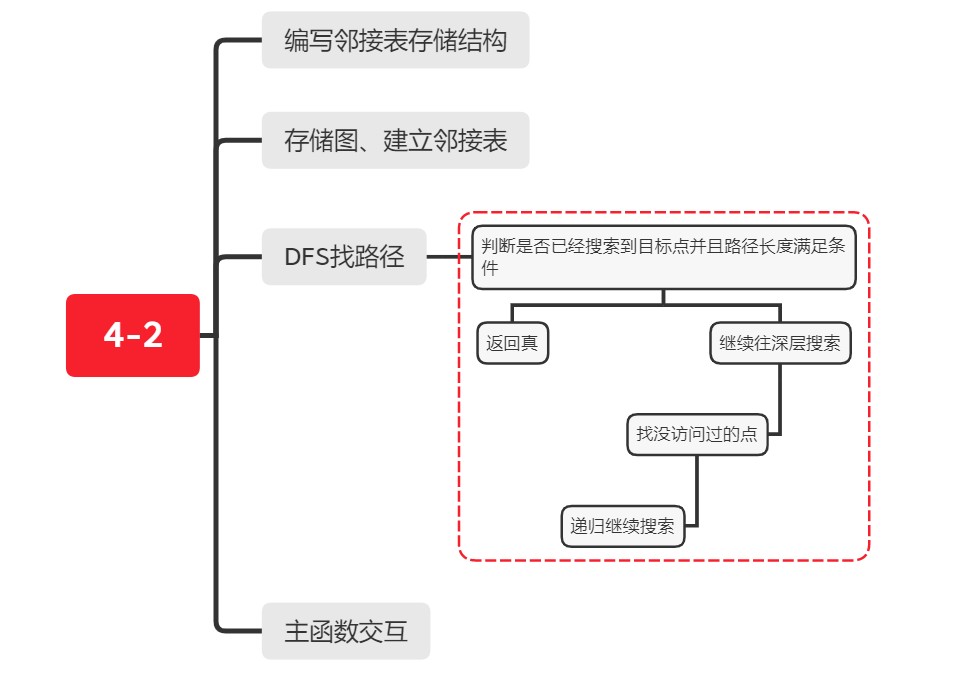 编写邻接表存储结构
存储图、建立邻接表
DFS找路径
判断是否已经搜索到目标点并且路径长度满足条
件
返回真
继续往深层搜索
4-2
找没访问过的点
递归继续搜索
主函数交互